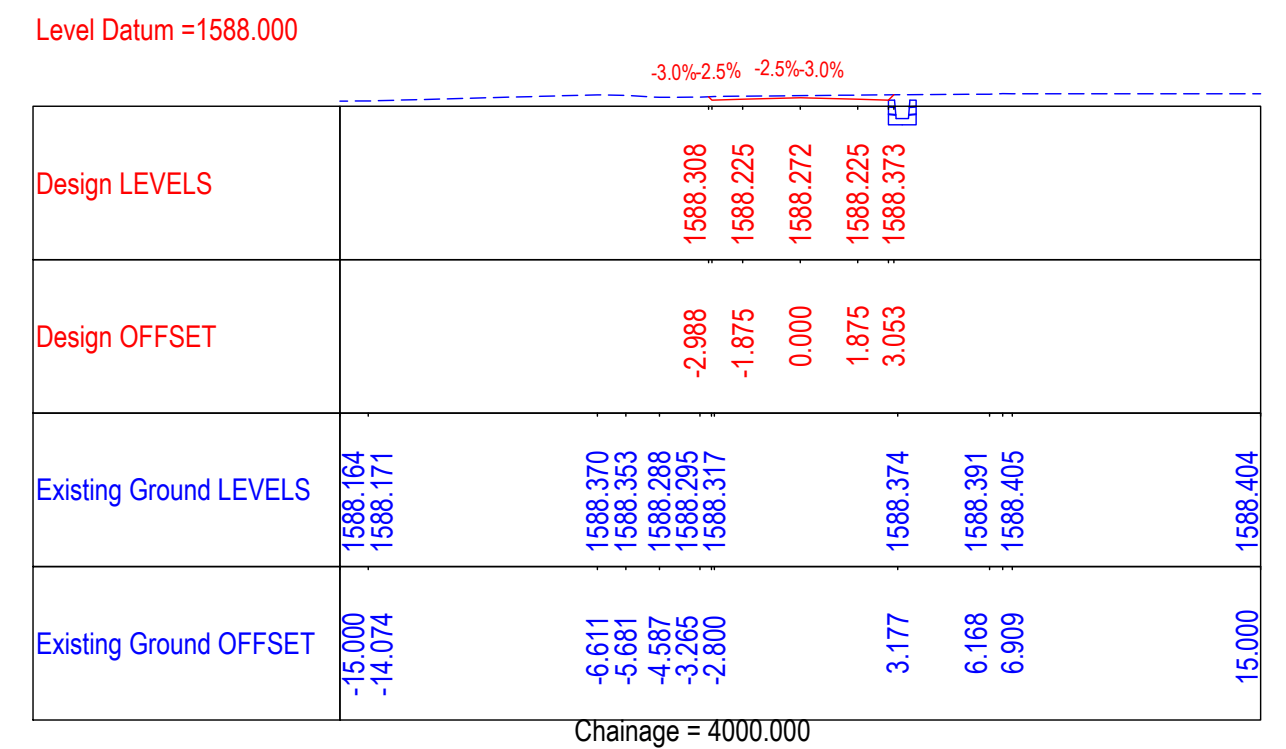 Level Datum =1588.000
-3.0%-2.5% -2.5%-3.0%
Design LEVELS 1588.308 1588.225 1588.272 1588.225 1588.373
Design OFFSET -2.988 -1.875 0.000 1.875 3.053
Existing Ground LEVELS 1588.164 1588.171 1588.370 1588.353 1588.288 1588.295 1588.317 1588.374 1588.391 1588.405 1588.404
Existing Ground OFFSET -15.000 -14.074 -6.611 -5.681 -4.587 -3.265 -2.800 3.177 6.168 6.909 15.000
Chainage = 4000.000